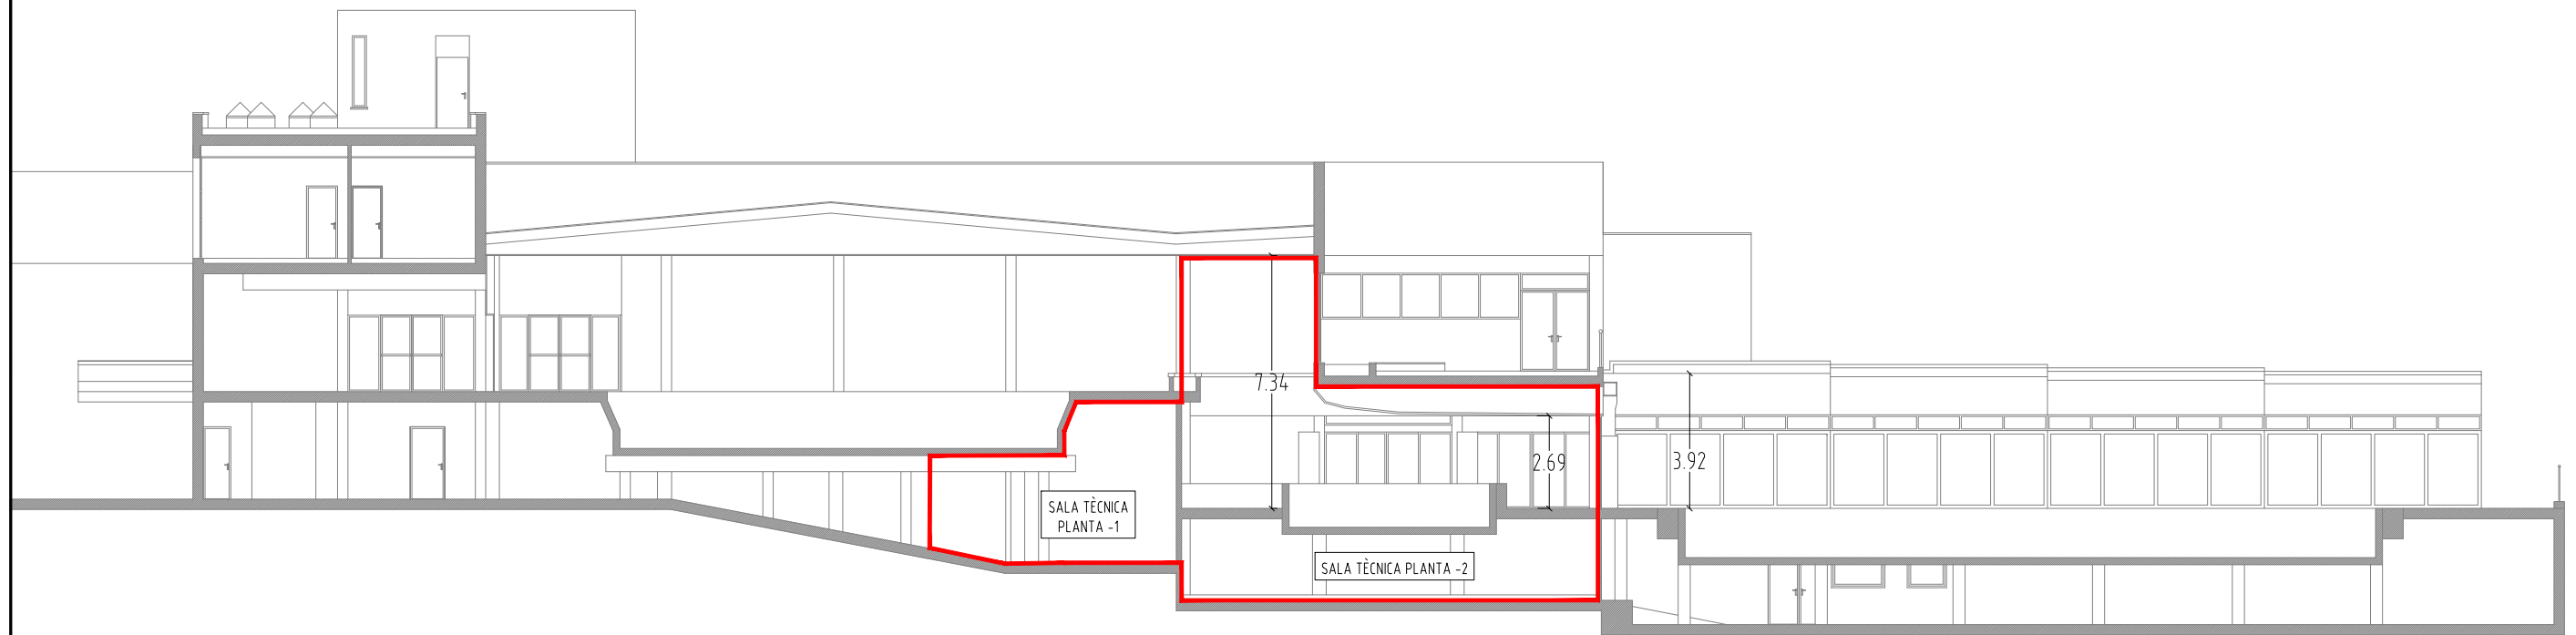 7.34
2.69
3.92
SALA TÈCNICA
PLANTA -1
SALA TÈCNICA PLANTA -2